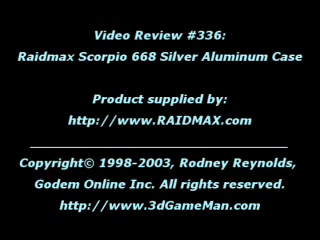 Video Review #336:
Raidmax Scorpio 668 Silver Aluminum Case
Product supplied by:
http://www.RAIDMAX.com
Copyright© 1998-2003, Rodney Reynolds,
Godem Online Inc. All rights reserved.
http://www.3dGameMan.com